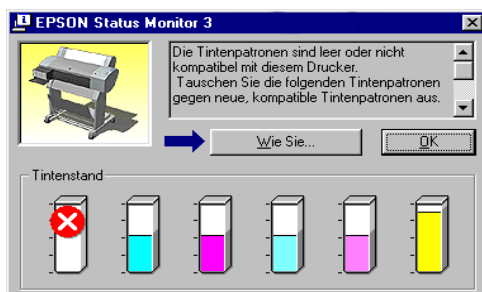 EPSON Status Monitor 3
Die Tintenpatronen sind leer oder nicht
kompatibel mit diesem Drucker.
Tauschen Sie die folgenden Tintenpatronen
gegen neue, kompatible Tintenpatronen aus.
Wie Sie...
OK
Tintenstand